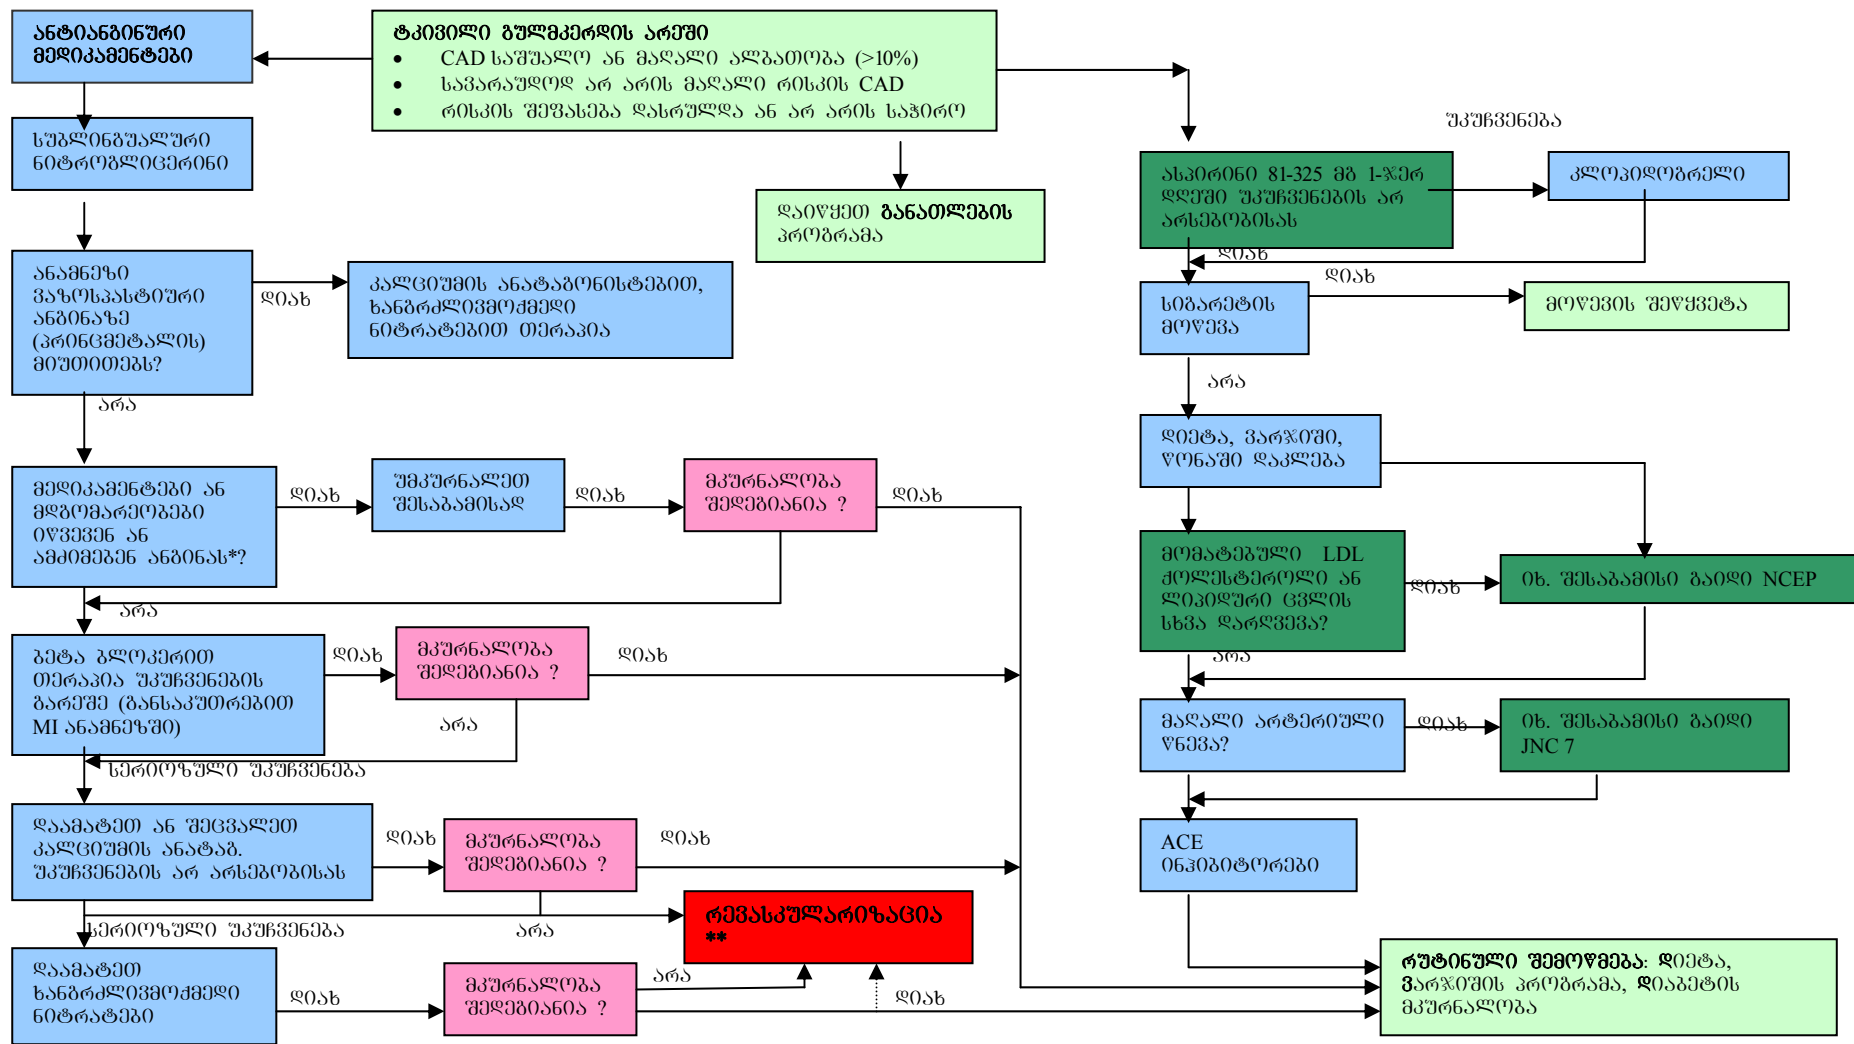 ანტიანგინური
მედიკამენტები
ტკივილი გულმკერდის არეში
• CAD საშუალო ან მაღალი ალბათობა (>10%)
• სავარაუდოდ არ არის მაღალი რისკის CAD
• რისკის შეფასება დასრულდა ან არ არის საჭირო
უკუჩვენება
სუბლინგუალური
ნიტროგლიცერინი
ასპირინი 81-325 მგ 1-ჯერ
დღეში უკუჩვენების არ
არსებობისას
კლოპიდოგრელი
დაიწყეთ განათლების
პროგრამა
დიახ
ანამნეზი
ვაზოსპასტიური
ანგინაზე
(პრინცმეტალის)
მიუთითებს?
დიახ
კალციუმის ანატაგონისტებით,
ხანგრძლივმოქმედი
ნიტრატებით თერაპია
სიგარეტის
მოწევა
დიახ
მოწევის შეწყვეტა
არა
არა
დიეტა, ვარჯიში,
წონაში დაკლება
მედიკამენტები ან
მდგომარეობები
იწვევენ ან
ამძიმებენ ანგინას*?
დიახ
უმკურნალეთ
შესაბამისად
დიახ
მკურნალობა
შედეგიანია ?
დიახ
მომატებული LDL
ქოლესტეროლი ან
ლიპიდური ცვლის
სხვა დარღვევა?
დიახ
იხ. შესაბამისი გაიდი NCEP
არა
არა
ბეტა ბლოკერით
თერაპია უკუჩვენების
გარეშე (განსაკუთრებით
MI ანამნეზში)
დიახ
მკურნალობა
შედეგიანია ?
დიახ
არა
მაღალი არტერიული
წნევა?
დიახ
იხ. შესაბამისი გაიდი
JNC 7
სერიოზული უკუჩვენება
დაამატეთ ან შეცვალეთ
კალციუმის ანატაგ.
უკუჩვენების არ არსებობისას
დიახ
მკურნალობა
შედეგიანია ?
დიახ
ACE
ინჰიბიტორები
სერიოზული უკუჩვენება
არა
რევასკულარიზაცია
**
დაამატეთ
ხანგრძლივმოქმედი
ნიტრატები
დიახ
მკურნალობა
შედეგიანია ?
არა
დიახ
რუტინული შემოწმება: დიეტა,
ვარჯიშის პროგრამა, დიაბეტის
მკურნალობა